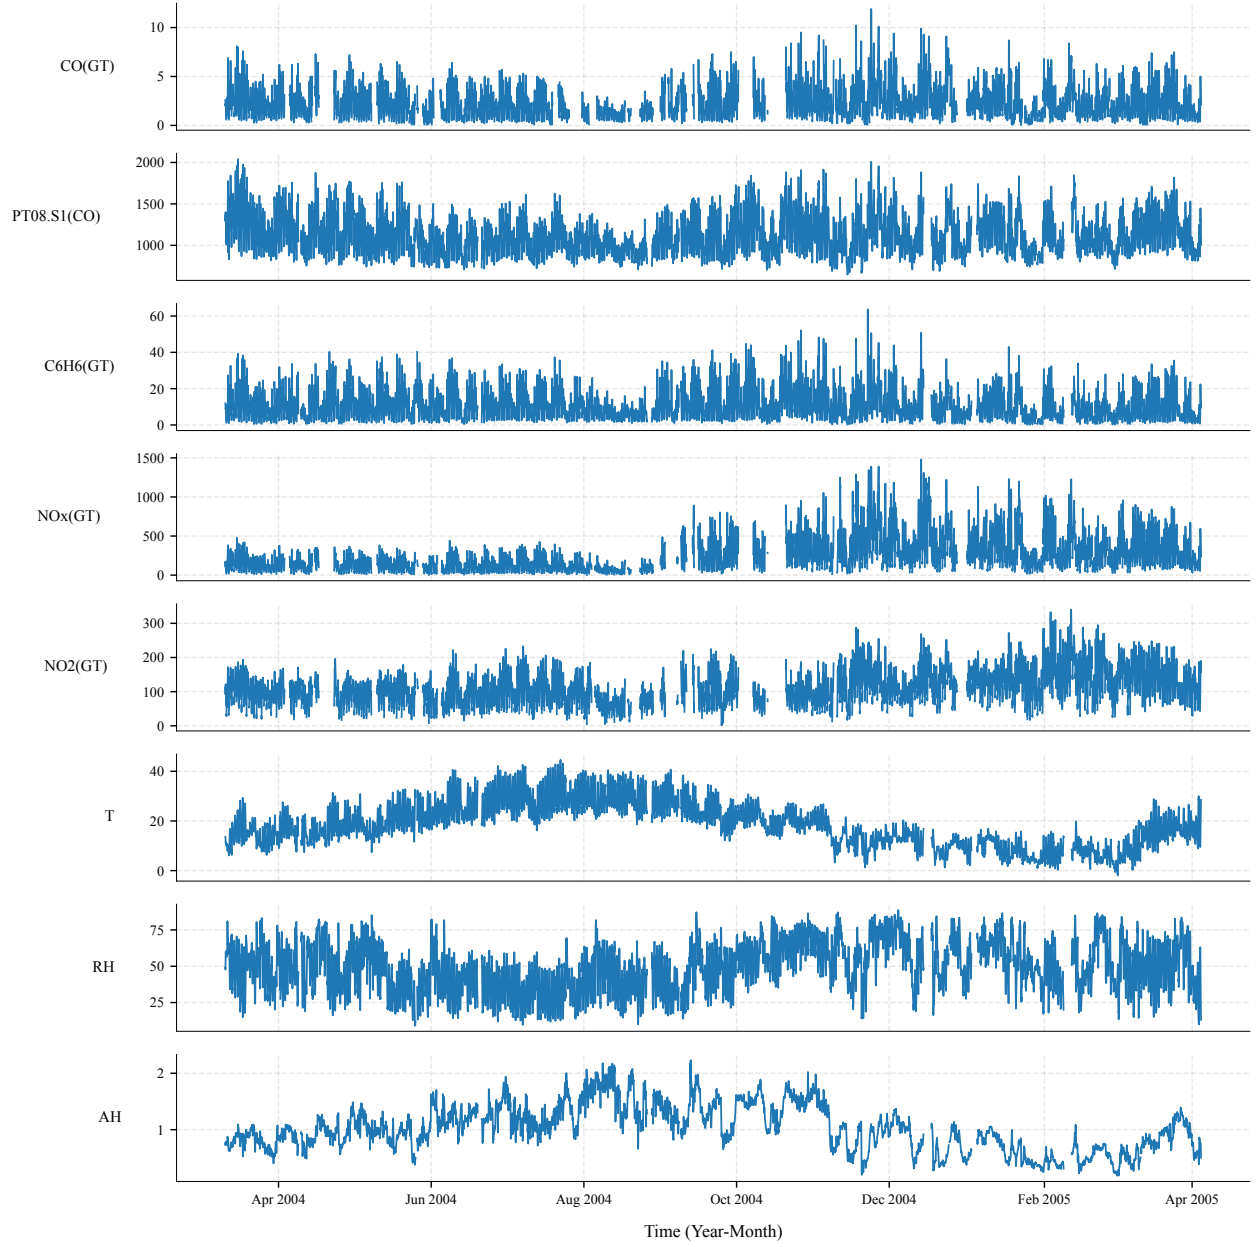 10
5
0
CO(GT)
2000
1500
1000
PT08.S1(CO)
60
40
20
0
C6H6(GT)
1500
1000
500
0
NOx(GT)
300
200
100
0
NO2(GT)
40
20
0
T
75
50
25
RH
2
1
AH
Apr 2004 Jun 2004 Aug 2004 Oct 2004 Dec 2004 Feb 2005 Apr 2005
Time (Year-Month)